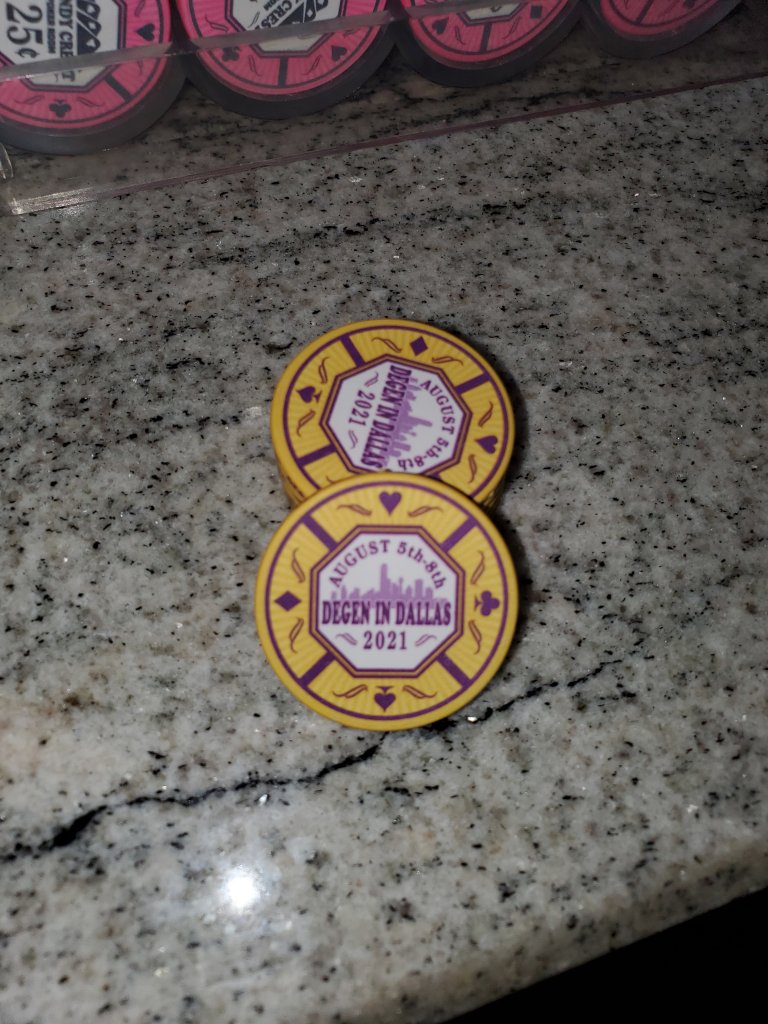 25¢
AUGUST 5th-8th
DEGEN IN DALLAS
2021
AUGUST 5th-8th
DEGEN IN DALLAS
2021